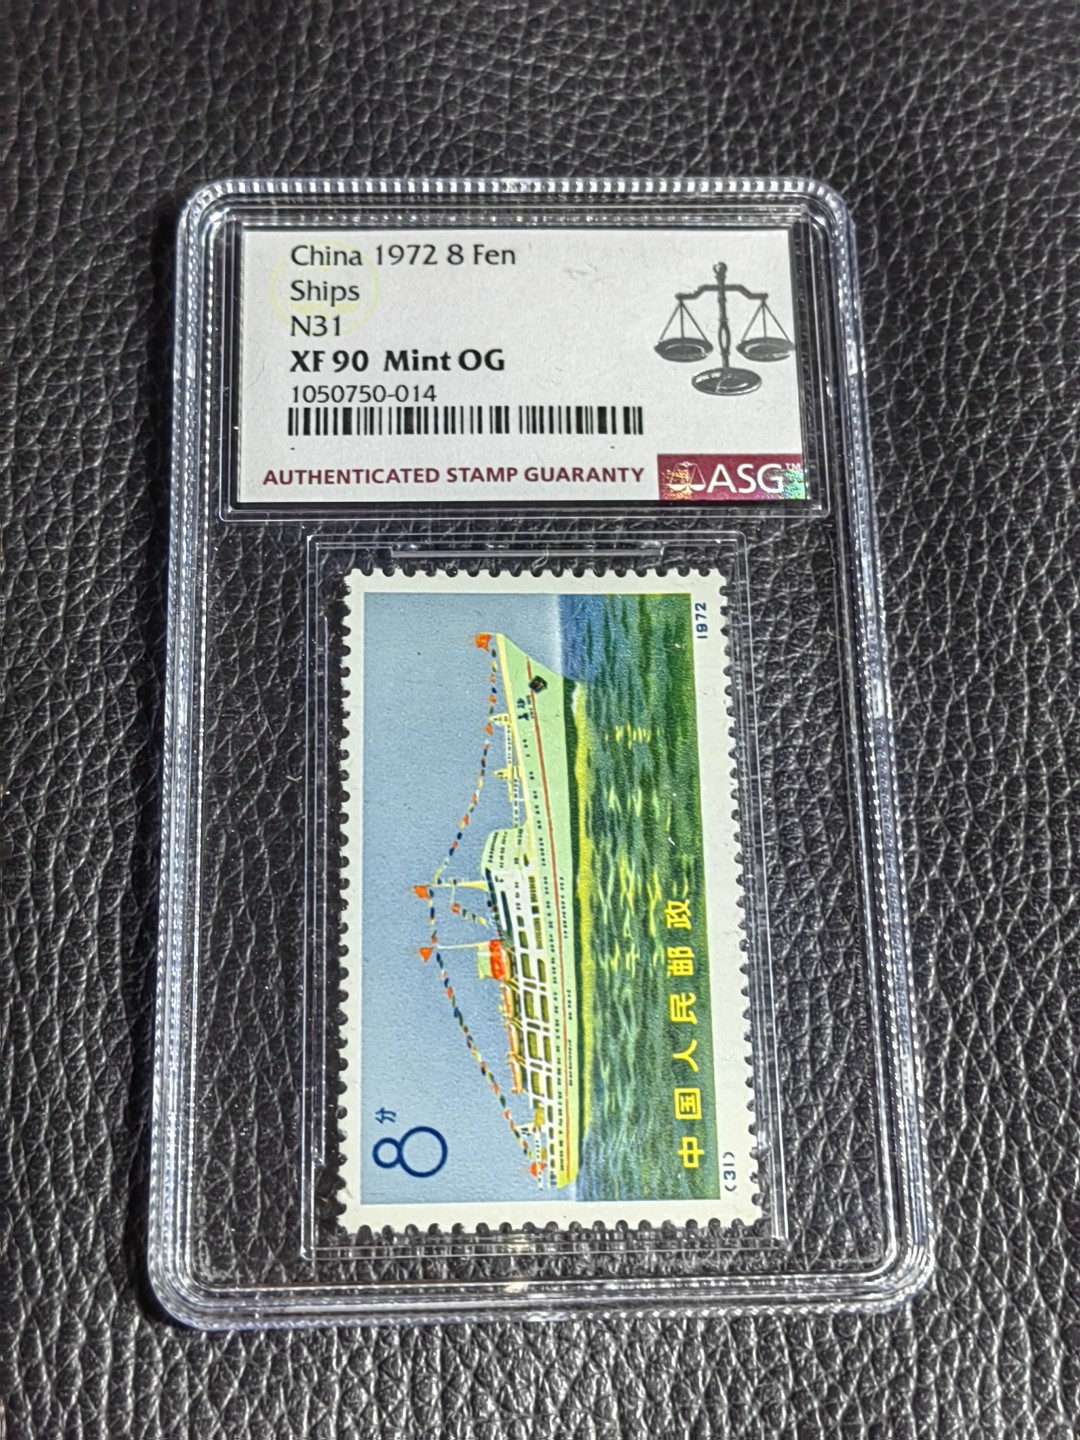 China 1972 8 Fen
Ships
N31
XF 90 Mint OG
1050750-014
AUTHENTICATED STAMP GUARANTY
ASG™
8分
中国人民邮政
(31)
1972